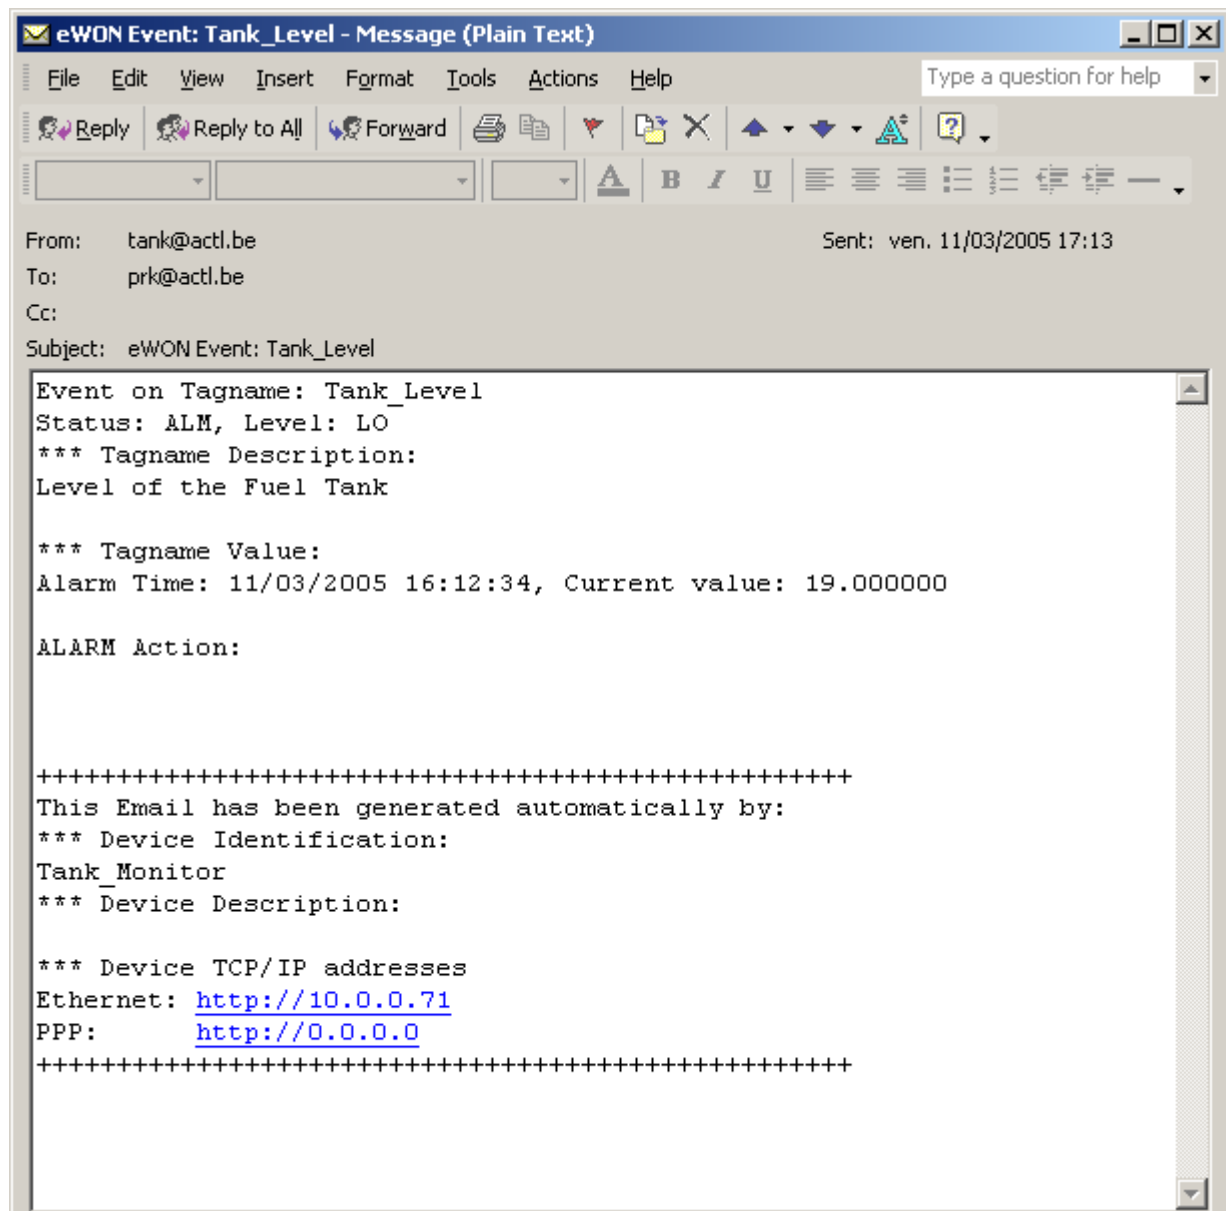 eWON Event: Tank_Level - Message (Plain Text)
File Edit View Insert Format Tools Actions Help Type a question for help
Reply Reply to All Forward
A B I U
From: tank@actl.be Sent: ven. 11/03/2005 17:13
To: prk@actl.be
Cc:
Subject: eWON Event: Tank_Level
Event on Tagname: Tank_Level
Status: ALM, Level: LO
*** Tagname Description:
Level of the Fuel Tank
*** Tagname Value:
Alarm Time: 11/03/2005 16:12:34, Current value: 19.000000
ALARM Action:
+++++++++++++++++++++++++++++++++++++++++++++++++++
This Email has been generated automatically by:
*** Device Identification:
Tank_Monitor
*** Device Description:
*** Device TCP/IP addresses
Ethernet: http://10.0.0.71
PPP: http://0.0.0.0
+++++++++++++++++++++++++++++++++++++++++++++++++++